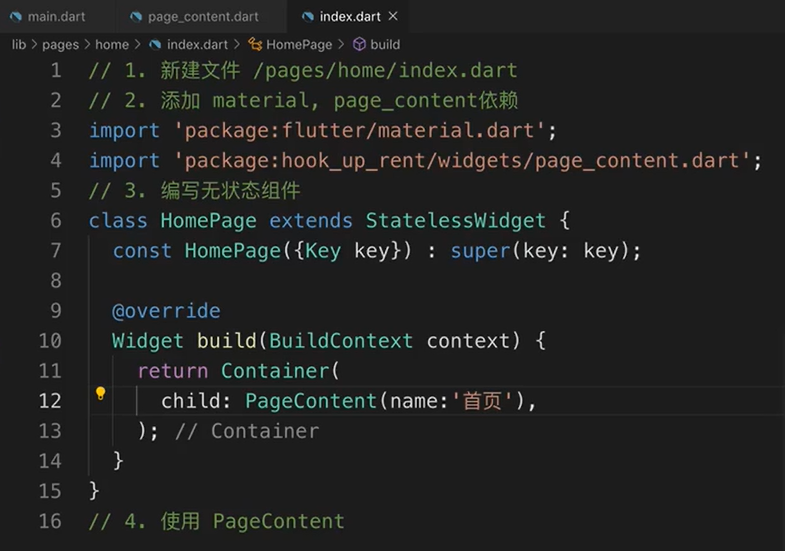 main.dart page_content.dart index.dart ×
lib > pages > home > index.dart > HomePage > build
1 // 1. 新建文件 /pages/home/index.dart
2 // 2. 添加 material, page_content依赖
3 import 'package:flutter/material.dart';
4 import 'package:hook_up_rent/widgets/page_content.dart';
5 // 3. 编写无状态组件
6 class HomePage extends StatelessWidget {
7 const HomePage({Key key}) : super(key: key);
8
9 @override
10 Widget build(BuildContext context) {
11 return Container(
12 child: PageContent(name:'首页'),
13 ); // Container
14 }
15 }
16 // 4. 使用 PageContent